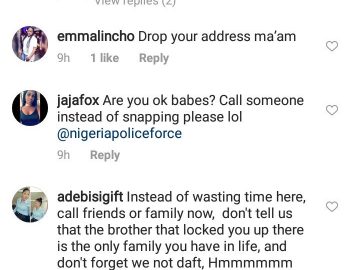 View replies (2)
emmalincho Drop your address ma'am
9h 1 like Reply
jajafox Are you ok babes? Call someone
instead of snapping please lol
@nigeriapoliceforce
9h Reply
adebisigift Instead of wasting time here,
call friends or family now, don't tell us
that the brother that locked you up there
is the only family you have in life, and
don't forget we not daft, Hmmmmmm